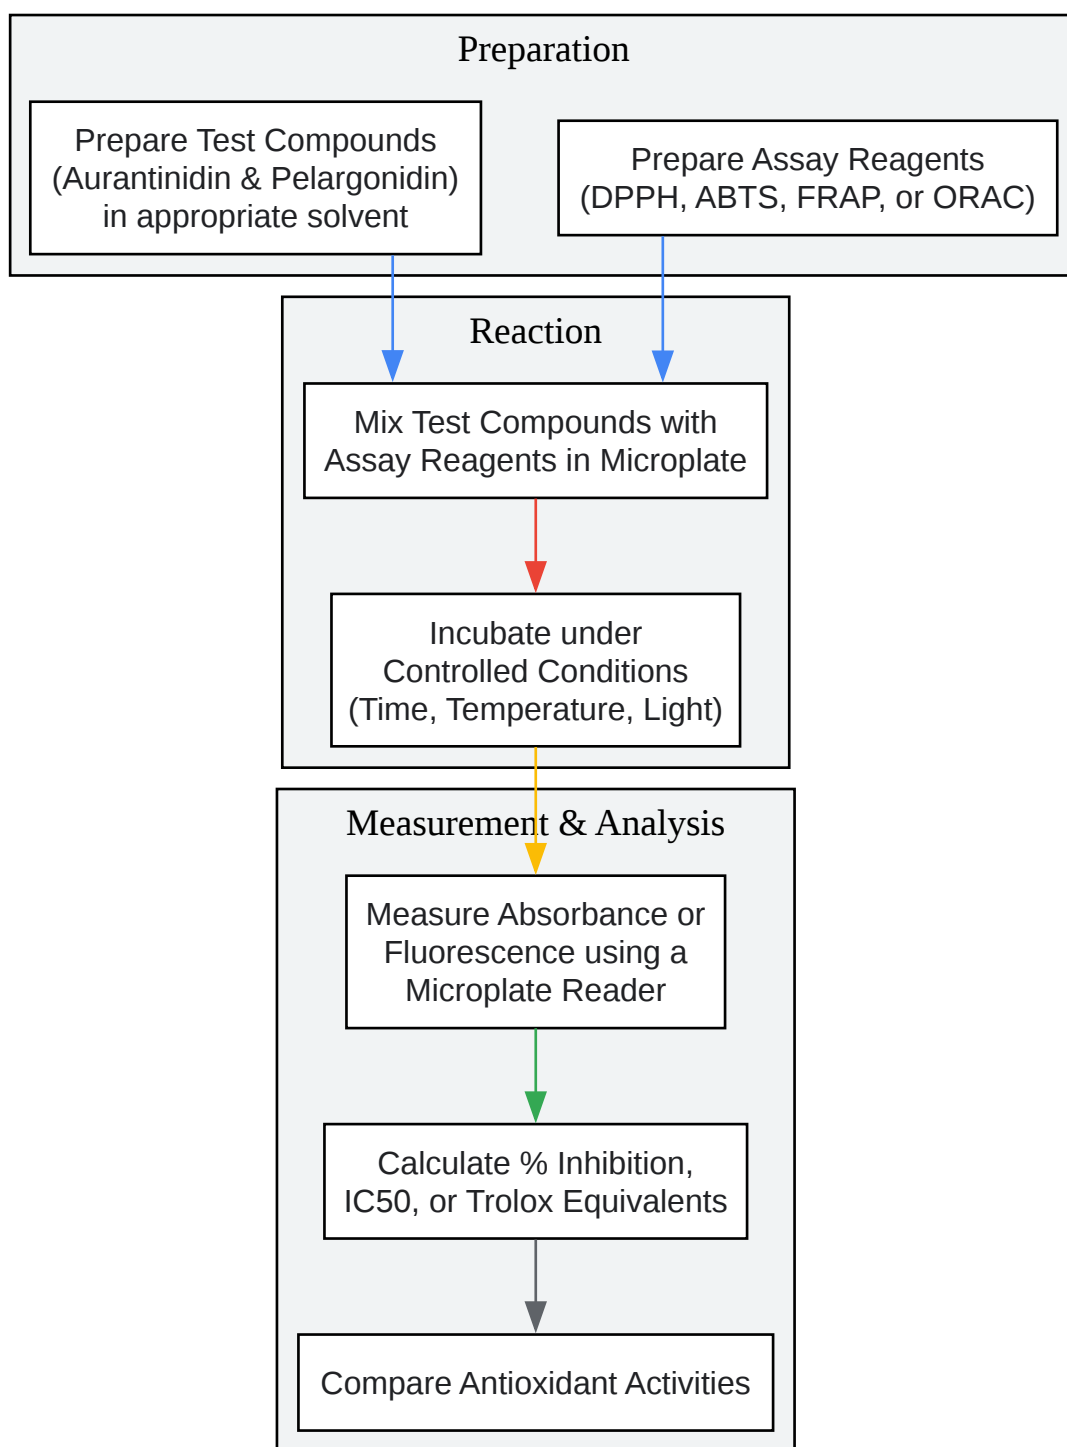 Preparation
Prepare Test Compounds
(Aurantinidin & Pelargonidin)
in appropriate solvent
Prepare Assay Reagents
(DPPH, ABTS, FRAP, or ORAC)
Reaction
Mix Test Compounds with
Assay Reagents in Microplate
Incubate under
Controlled Conditions
(Time, Temperature, Light)
Measurement & Analysis
Measure Absorbance or
Fluorescence using a
Microplate Reader
Calculate % Inhibition,
IC50, or Trolox Equivalents
Compare Antioxidant Activities